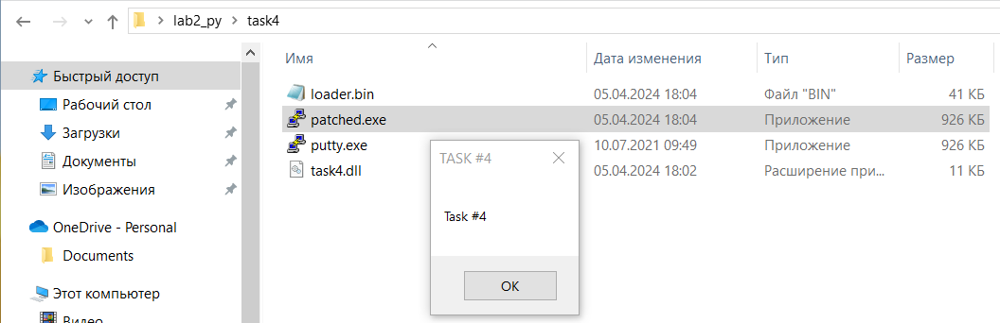 lab2_py > task4
Имя Дата изменения Тип Размер
Быстрый доступ
Рабочий стол
Загрузки
Документы
Изображения
OneDrive - Personal
Documents
Этот компьютер
Видео
loader.bin 05.04.2024 18:04 Файл "BIN" 41 КБ
patched.exe 05.04.2024 18:04 Приложение 926 КБ
putty.exe 10.07.2021 09:49 Приложение 926 КБ
task4.dll 05.04.2024 18:02 Расширение при... 11 КБ
TASK #4
Task #4
ОК